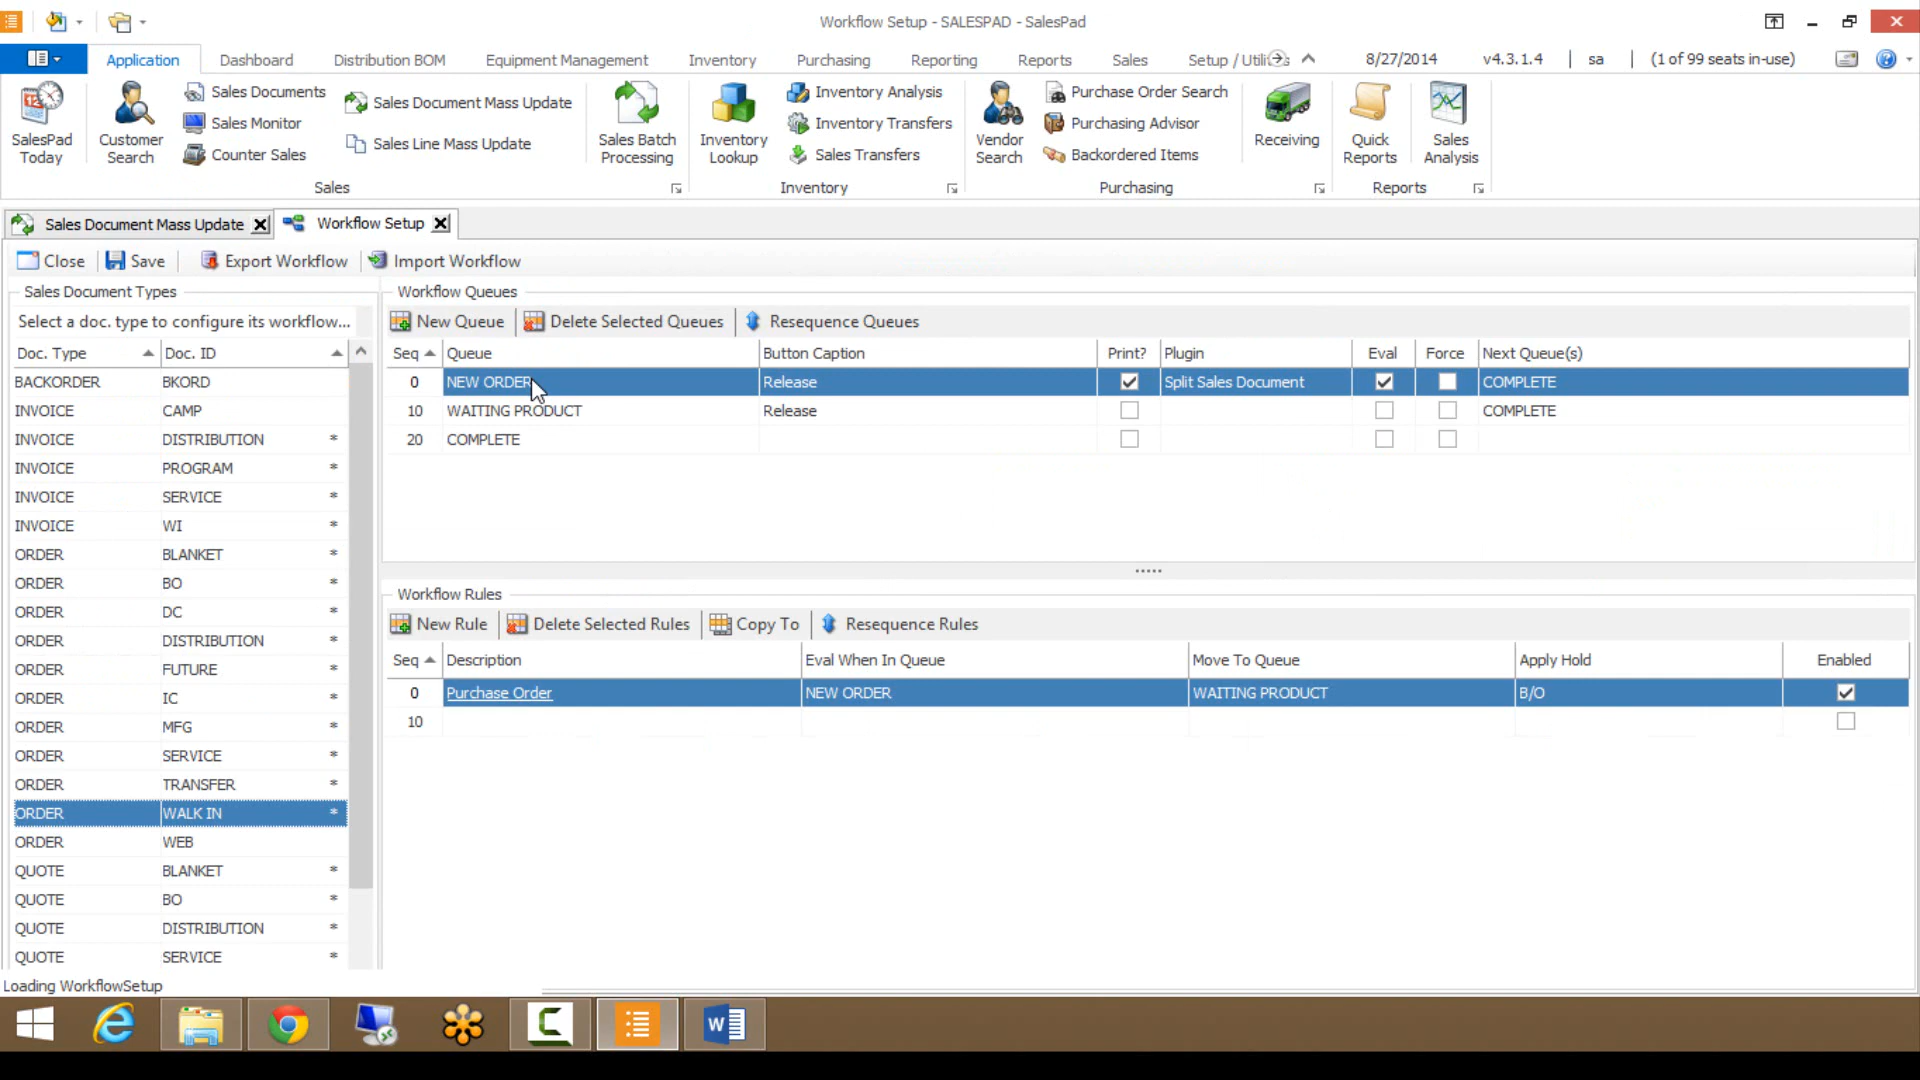 Workflow Setup - SALESPAD - SalesPad
Application Dashboard Distribution BOM Equipment Management Inventory Purchasing Reporting Reports Sales 8/27/2014 v4.3.1.4 | sa | (1 of 99 seats in-use)
SalesPad Today
Customer Search
Sales Documents
Sales Monitor
Counter Sales
Sales Document Mass Update
Sales Line Mass Update
Sales Batch Processing
Inventory Lookup
Inventory Analysis
Inventory Transfers
Sales Transfers
Vendor Search
Purchase Order Search
Purchasing Advisor
Backordered Items
Receiving
Quick Reports
Sales Analysis
Sales Inventory Purchasing Reports
Sales Document Mass Update Workflow Setup
Close Save Export Workflow Import Workflow
Sales Document Types
Select a doc. type to configure its workflow...
Doc. Type Doc. ID
BACKORDER BKORD
INVOICE CAMP
INVOICE DISTRIBUTION *
INVOICE PROGRAM *
INVOICE SERVICE *
INVOICE WI *
ORDER BLANKET *
ORDER BO *
ORDER DC *
ORDER DISTRIBUTION *
ORDER FUTURE *
ORDER IC *
ORDER MFG *
ORDER SERVICE *
ORDER TRANSFER *
ORDER WALK IN *
ORDER WEB
QUOTE BLANKET *
QUOTE BO *
QUOTE DISTRIBUTION *
QUOTE SERVICE *
Workflow Queues
New Queue Delete Selected Queues Resequence Queues
Seq Queue Button Caption Print? Plugin Eval Force Next Queue(s)
0 NEW ORDER Release Split Sales Document COMPLETE
10 WAITING PRODUCT Release COMPLETE
20 COMPLETE
Workflow Rules
New Rule Delete Selected Rules Copy To Resequence Rules
Seq Description Eval When In Queue Move To Queue Apply Hold Enabled
0 Purchase Order NEW ORDER WAITING PRODUCT B/O
10
Loading WorkflowSetup